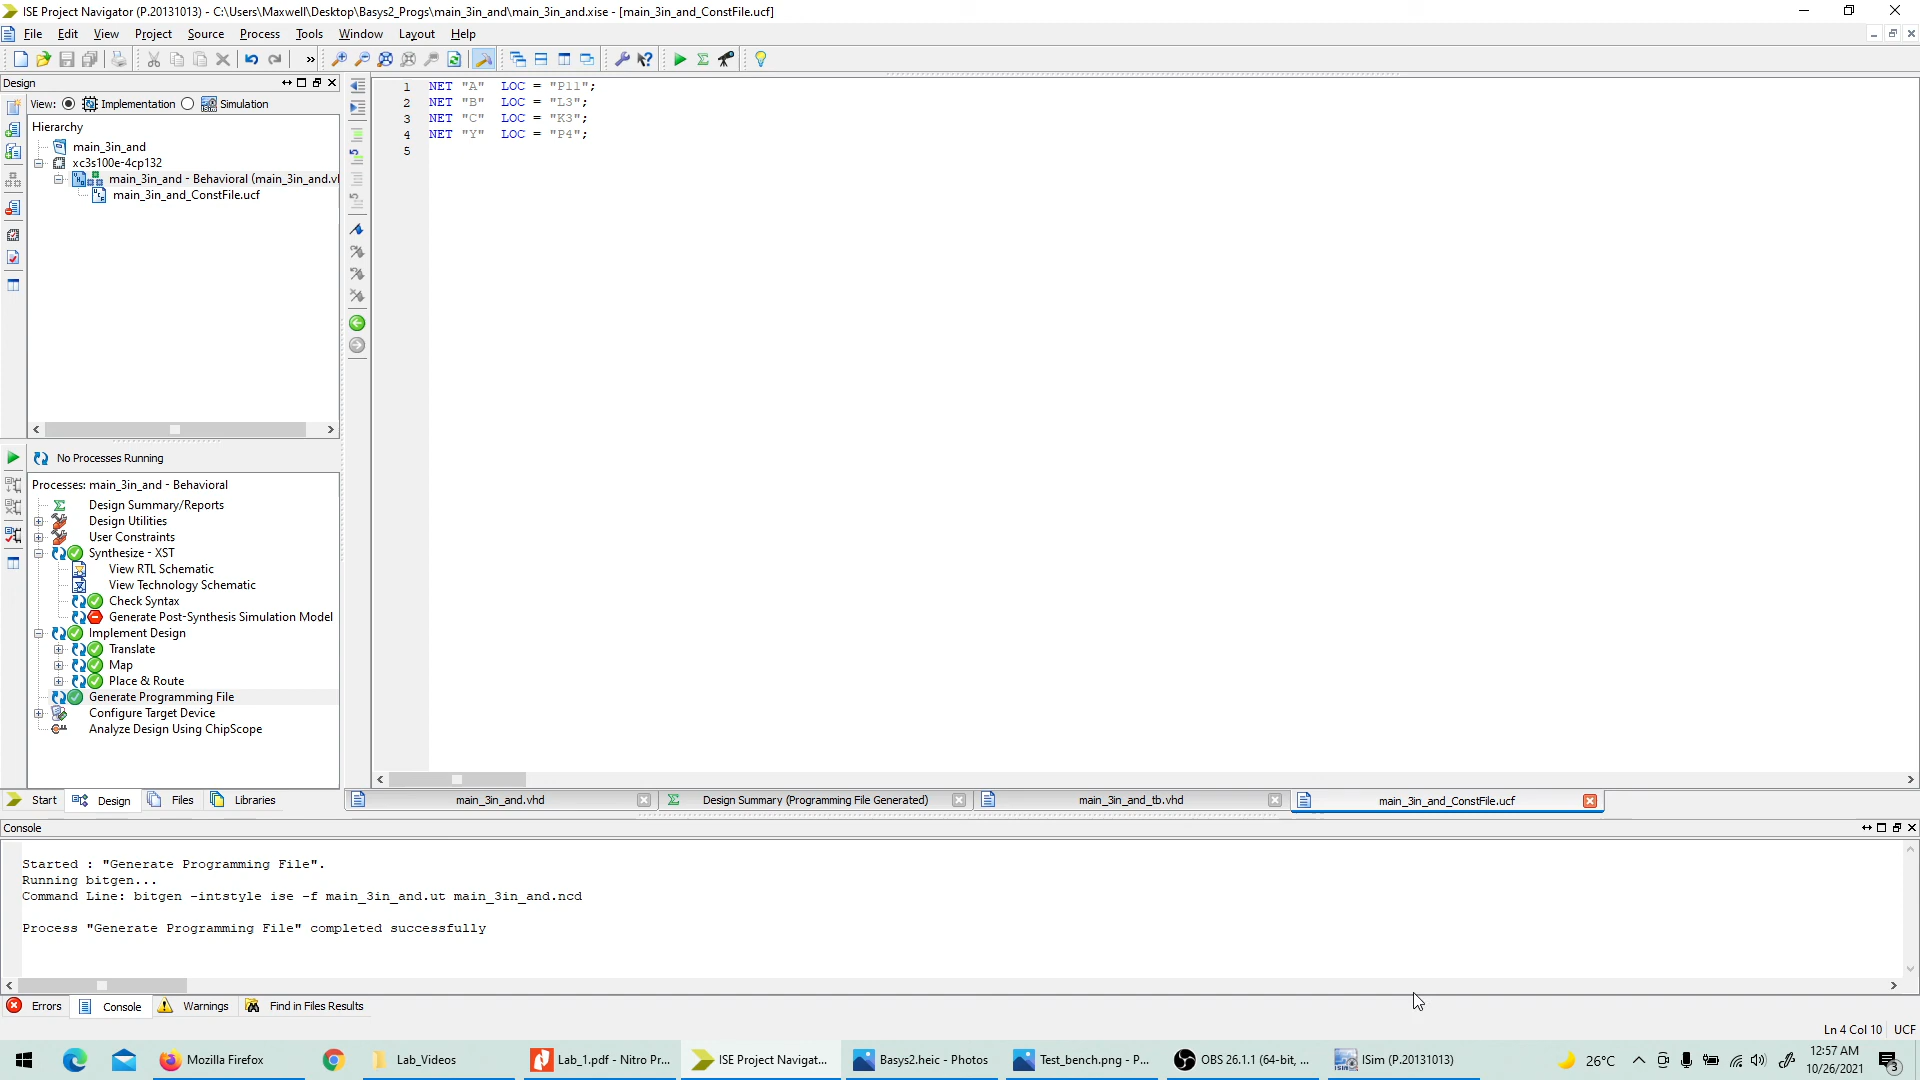 ISE Project Navigator (P.20131013) - C:\Users\Maxwell\Desktop\Basys2_Progs\main_3in_and\main_3in_and.xise - [main_3in_and_ConstFile.ucf]
File Edit View Project Source Process Tools Window Layout Help
»
Design
View: Implementation Simulation
Hierarchy
main_3in_and
xc3s100e-4cp132
main_3in_and - Behavioral (main_3in_and.vl
main_3in_and_ConstFile.ucf
1 NET "A" LOC = "P11";
2 NET "B" LOC = "L3";
3 NET "C" LOC = "K3";
4 NET "Y" LOC = "P4";
5
No Processes Running
Processes: main_3in_and - Behavioral
Design Summary/Reports
Design Utilities
User Constraints
Synthesize - XST
View RTL Schematic
View Technology Schematic
Check Syntax
Generate Post-Synthesis Simulation Model
Implement Design
Translate
Map
Place & Route
Generate Programming File
Configure Target Device
Analyze Design Using ChipScope
Start Design Files Libraries
main_3in_and.vhd Design Summary (Programming File Generated) main_3in_and_tb.vhd main_3in_and_ConstFile.ucf
Console
Started : "Generate Programming File".
Running bitgen...
Command Line: bitgen -intstyle ise -f main_3in_and.ut main_3in_and.ncd
Process "Generate Programming File" completed successfully
Errors Console Warnings Find in Files Results
Ln 4 Col 10 UCF
Mozilla Firefox Lab_Videos Lab_1.pdf - Nitro Pr... ISE Project Navigat... Basys2.heic - Photos Test_bench.png - P... OBS 26.1.1 (64-bit, ... ISim (P.20131013) 26°C 12:57 AM
10/26/2021 3